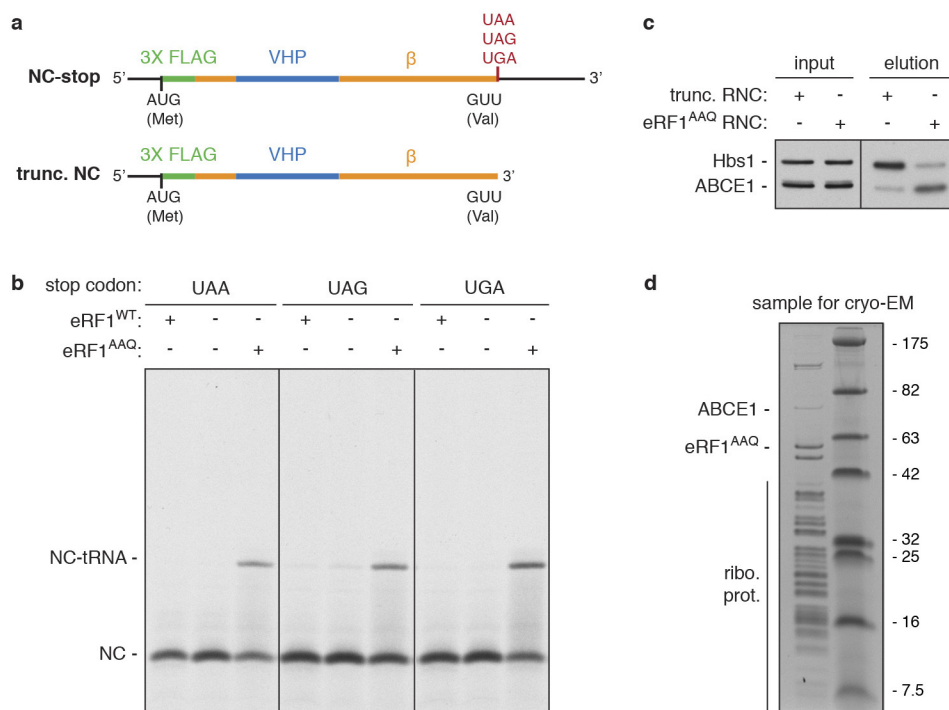 a
UAA
UAG
UGA
3X FLAG VHP β
NC-stop 5’ 3’
AUG GUU
(Met) (Val)
3X FLAG VHP β
trunc. NC 5’ 3’
AUG GUU
(Met) (Val)
b
stop codon: UAA UAG UGA
eRF1WT: + - - + - - + - -
eRF1AAQ: - - + - - + - - +
NC-tRNA -
NC -
c
input elution
trunc. RNC: + - + -
eRF1AAQ RNC: - + - +
Hbs1 -
ABCE1 -
d
sample for cryo-EM
- 175
- 82
ABCE1 -
- 63
eRF1AAQ -
- 42
- 32
- 25
ribo.
prot.
- 16
- 7.5